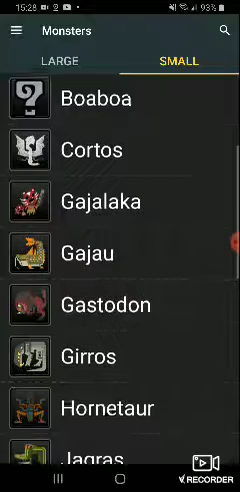 15:28
93%
Monsters
LARGE
SMALL
Boaboa
Cortos
Gajalaka
Gajau
Gastodon
Girros
Hornetaur
Jagras
RECORDER